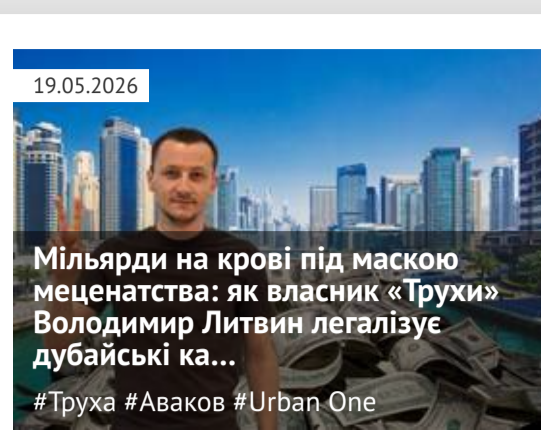 19.05.2026
Мільярди на крові під маскою
меценатства: як власник «Трухи»
Володимир Литвин легалізує
дубайські ка...
#Труха #Аваков #Urban One